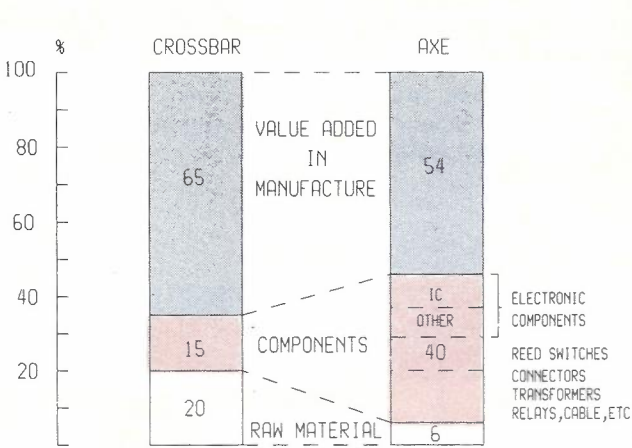 %
CROSSBAR
AXE
100
80
60
40
20
65
15
20
VALUE ADDED
IN
MANUFACTURE
COMPONENTS
RAW MATERIAL
54
IC
OTHER
40
6
ELECTRONIC
COMPONENTS
REED SWITCHES
CONNECTORS
TRANSFORMERS
RELAYS,CABLE,ETC